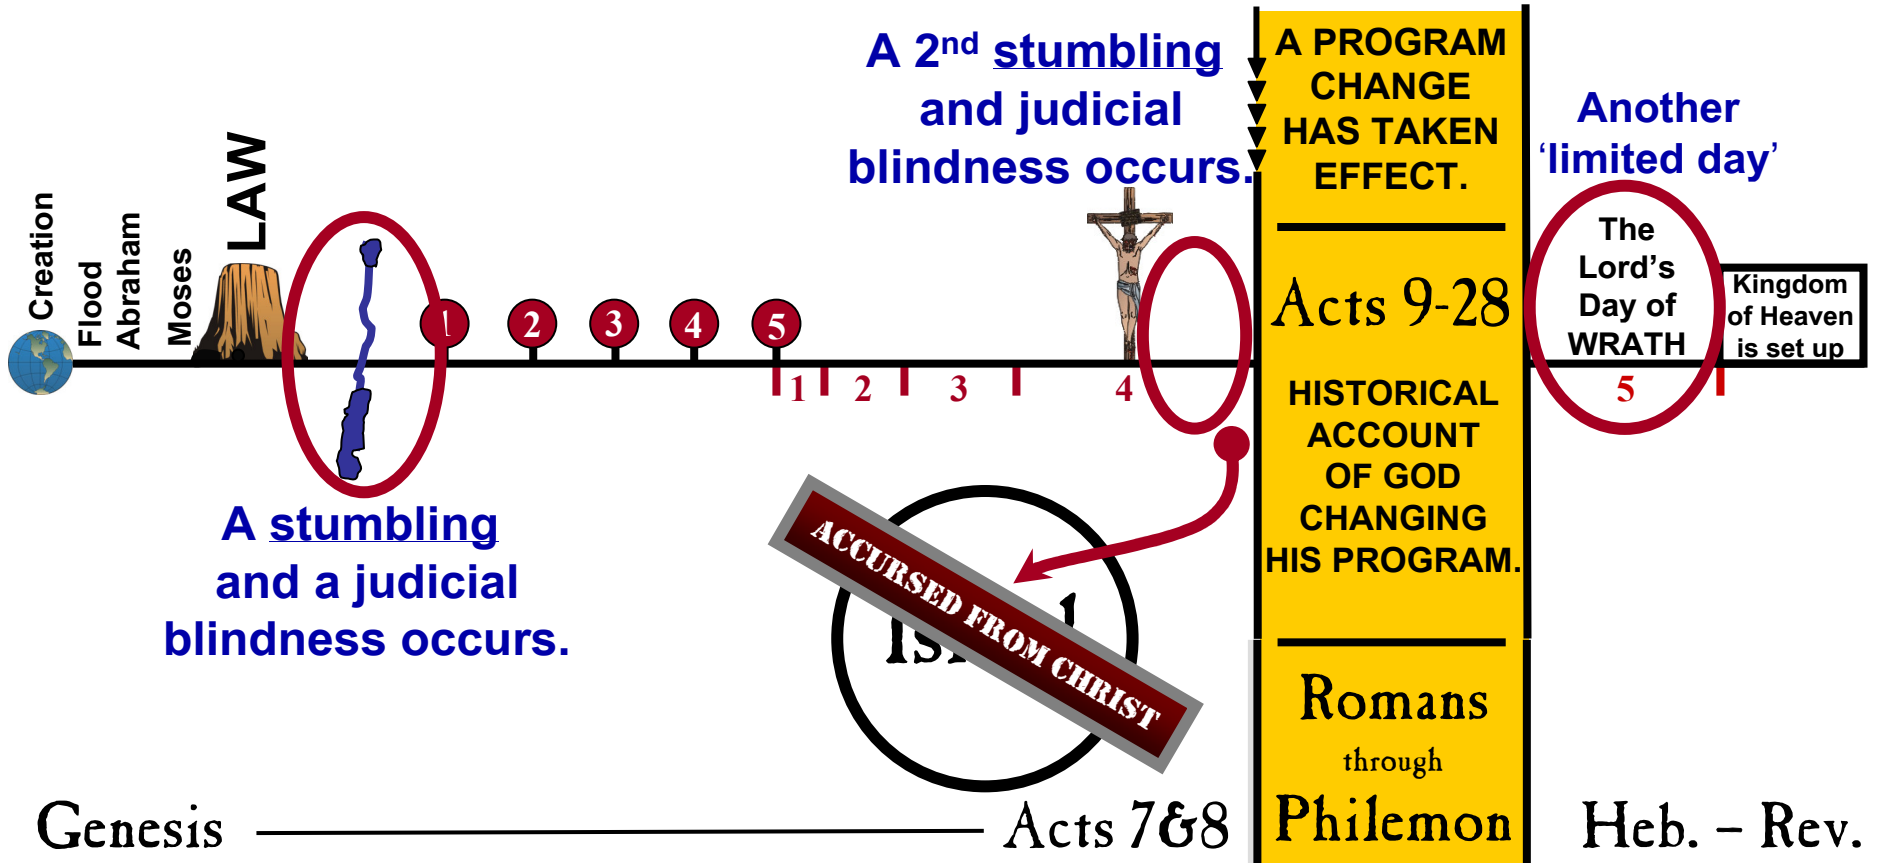 A 2nd stumbling
and judicial
blindness occurs.
A PROGRAM
CHANGE
HAS TAKEN
EFFECT.
Another
‘limited day’
Creation
Flood
Abraham
Moses
LAW
1
2
3
4
5
1
2
3
4
Acts 9-28
The
Lord’s
Day of
WRATH
5
Kingdom
of Heaven
is set up
A stumbling
and a judicial
blindness occurs.
HISTORICAL
ACCOUNT
OF GOD
CHANGING
HIS PROGRAM.
ACCURSED FROM CHRIST
Romans
through
Philemon
Genesis
Acts 7&8
Heb. – Rev.